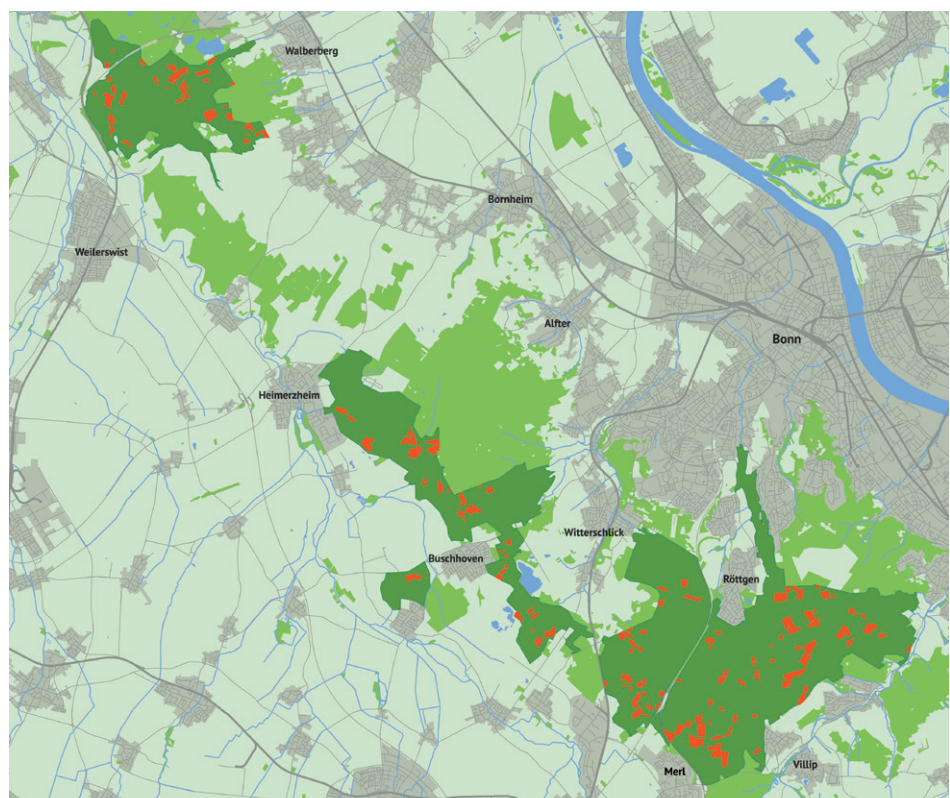 Walberberg
Bornheim
Weilerswist
Alfter
Bonn
Heimerzheim
Witterschlick
Buschhoven
Röttgen
Villip
Merl